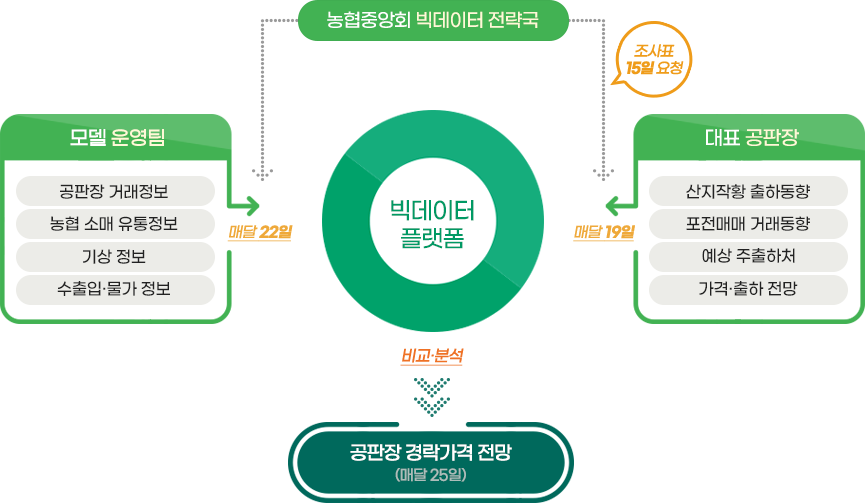 농협중앙회 빅데이터 전략국
조사표
15일 요청
모델 운영팀
공판장 거래정보
농협 소매 유통정보
기상 정보
수출입·물가 정보
매달 22일
빅데이터
플랫폼
대표 공판장
산지작황 출하동향
포전매매 거래동향
예상 주출하처
가격·출하 전망
매달 19일
비교·분석
공판장 경락가격 전망
(매달 25일)